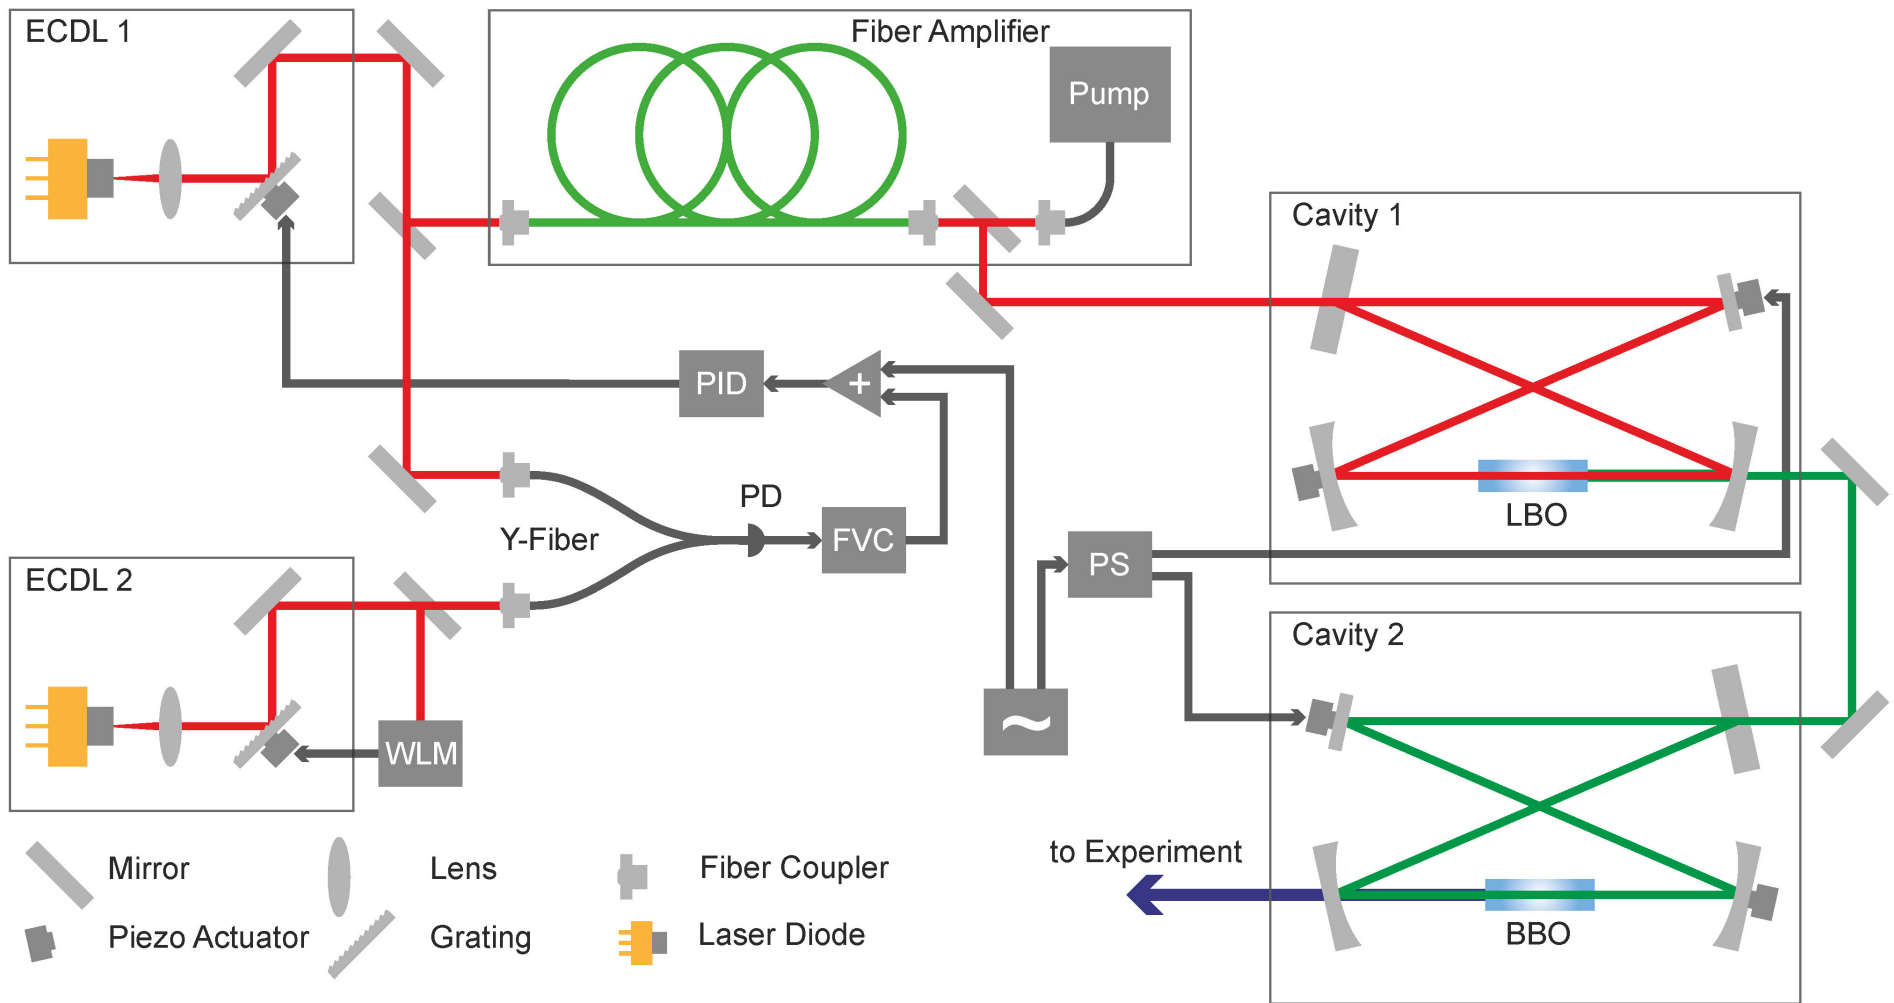 ECDL 1
Fiber Amplifier
Pump
Cavity 1
PID
+
PD
Y-Fiber
FVC
LBO
PS
ECDL 2
Cavity 2
~
WLM
to Experiment
BBO
Mirror
Lens
Fiber Coupler
Piezo Actuator
Grating
Laser Diode